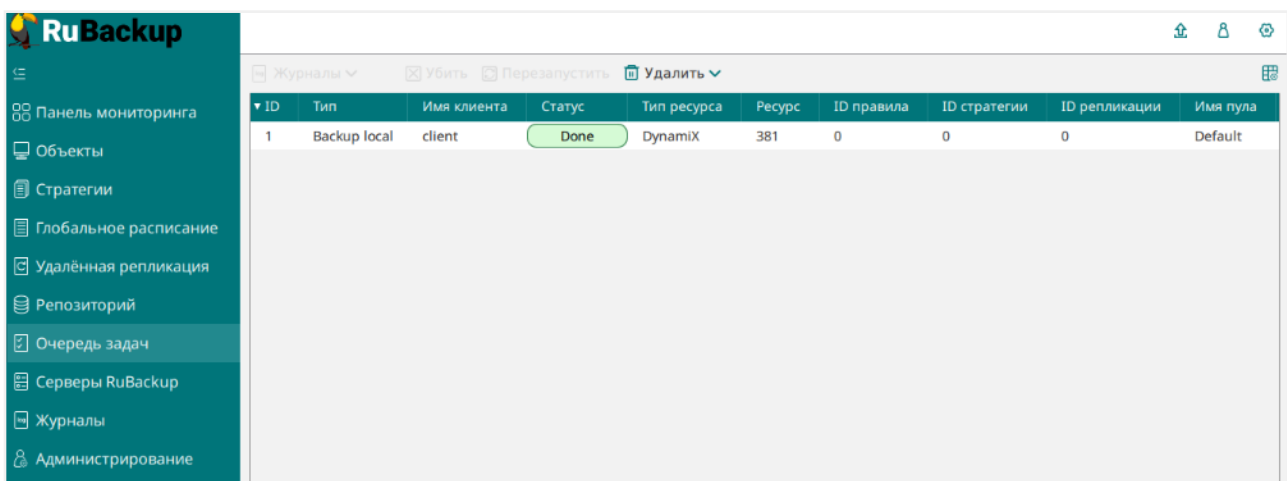 RuBackup
Журналы Убить Перезапустить Удалить
Панель мониторинга
Объекты
Стратегии
Глобальное расписание
Удалённая репликация
Репозиторий
Очередь задач
Серверы RuBackup
Журналы
Администрирование
ID Тип Имя клиента Статус Тип ресурса Ресурс ID правила ID стратегии ID репликации Имя пула
1 Backup local client Done DynamiX 381 0 0 0 Default